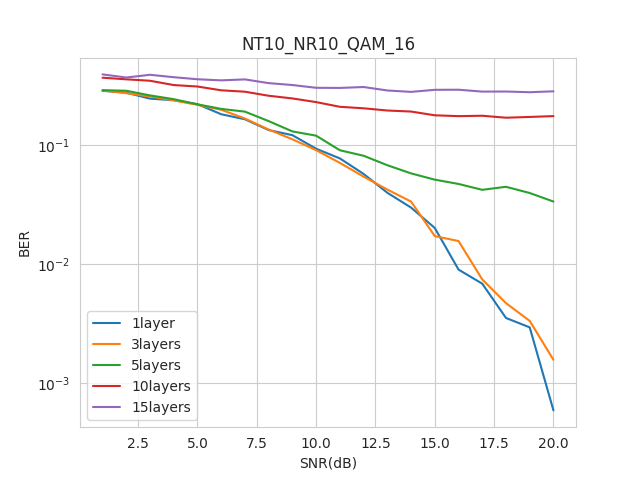 NT10_NR10_QAM_16
BER
10^-1
10^-2
10^-3
1layer
3layers
5layers
10layers
15layers
2.5 5.0 7.5 10.0 12.5 15.0 17.5 20.0
SNR(dB)